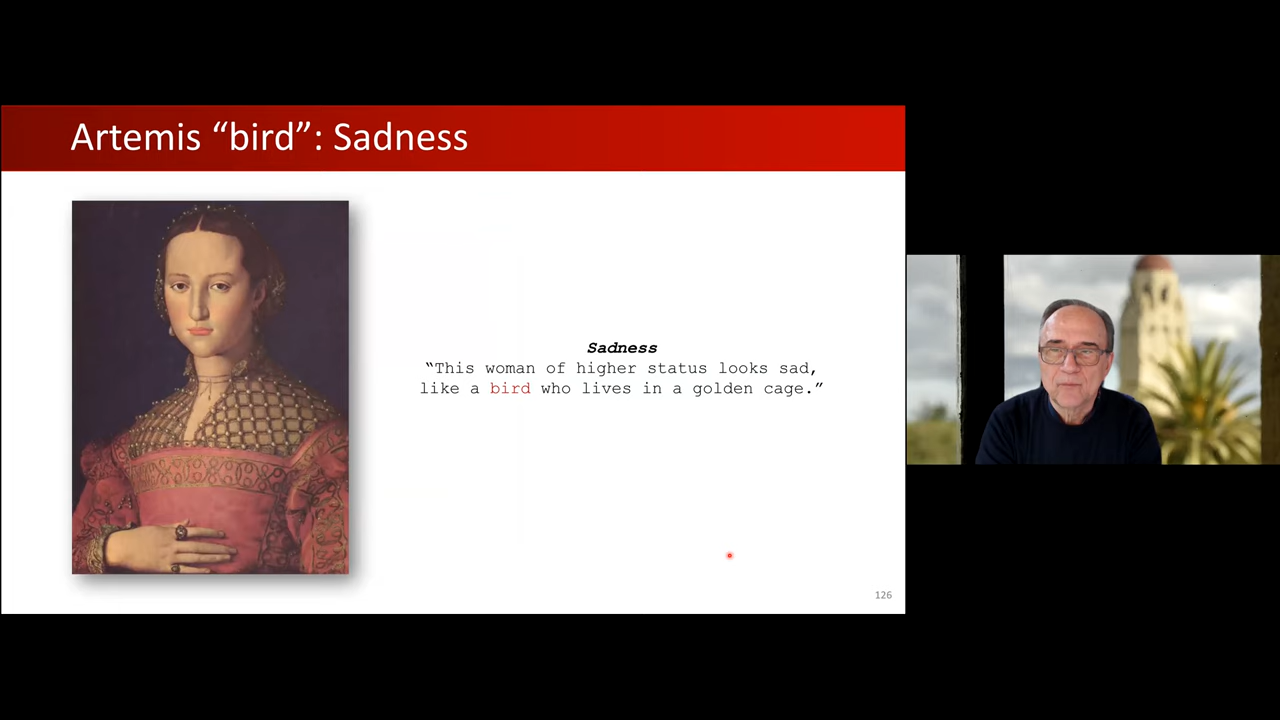 Artemis “bird”: Sadness
Sadness
“This woman of higher status looks sad,
like a bird who lives in a golden cage.”
126